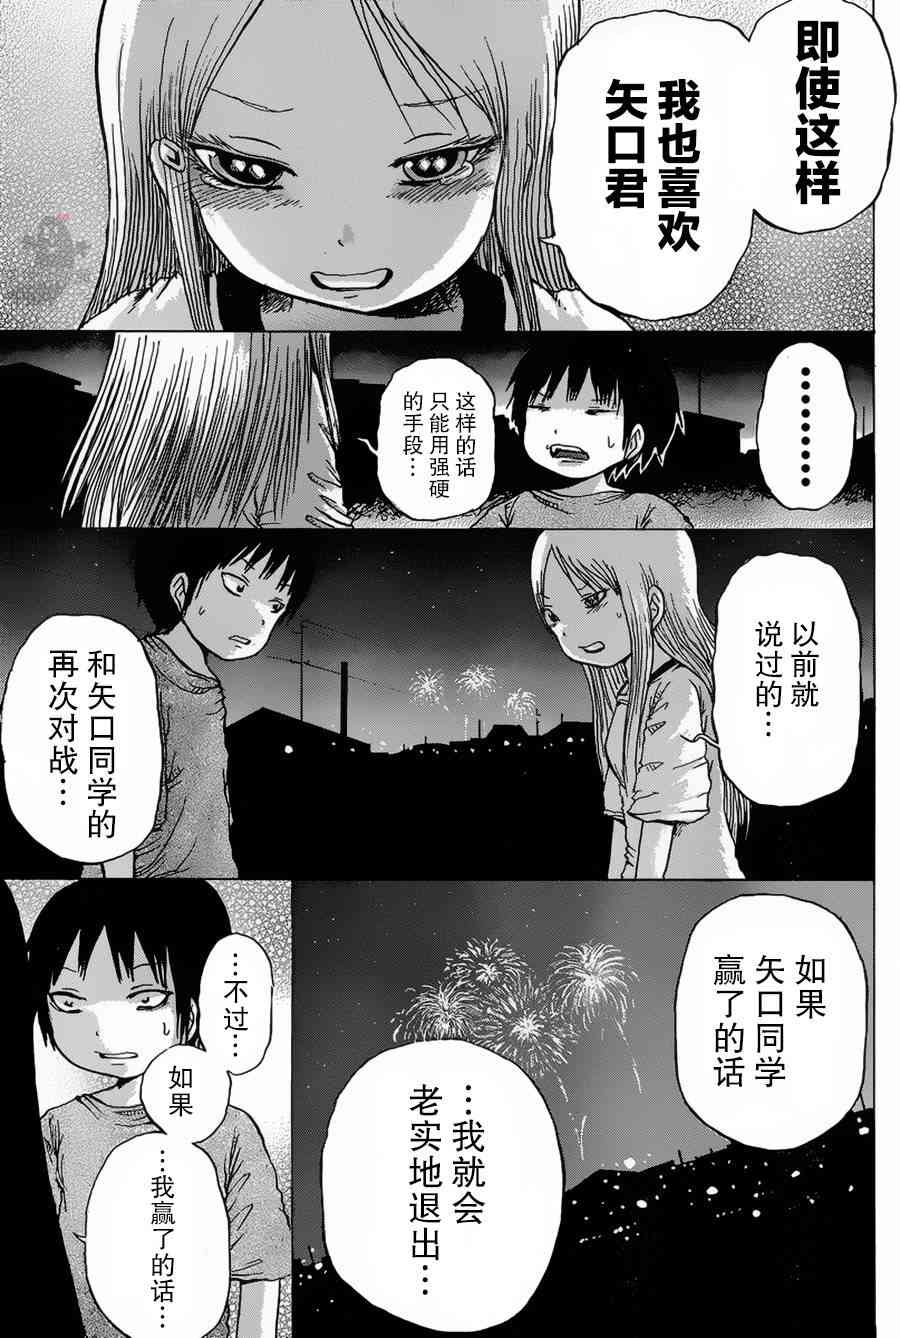 即使这样
我也喜欢
矢口君
………
这样的话
只能用强硬
的手段…
以前就
说过的…
和矢口同学的
再次对战…
如果
矢口同学
赢了的话
…我就会
老实地退出…
…不过…
如果
…我赢了的话…